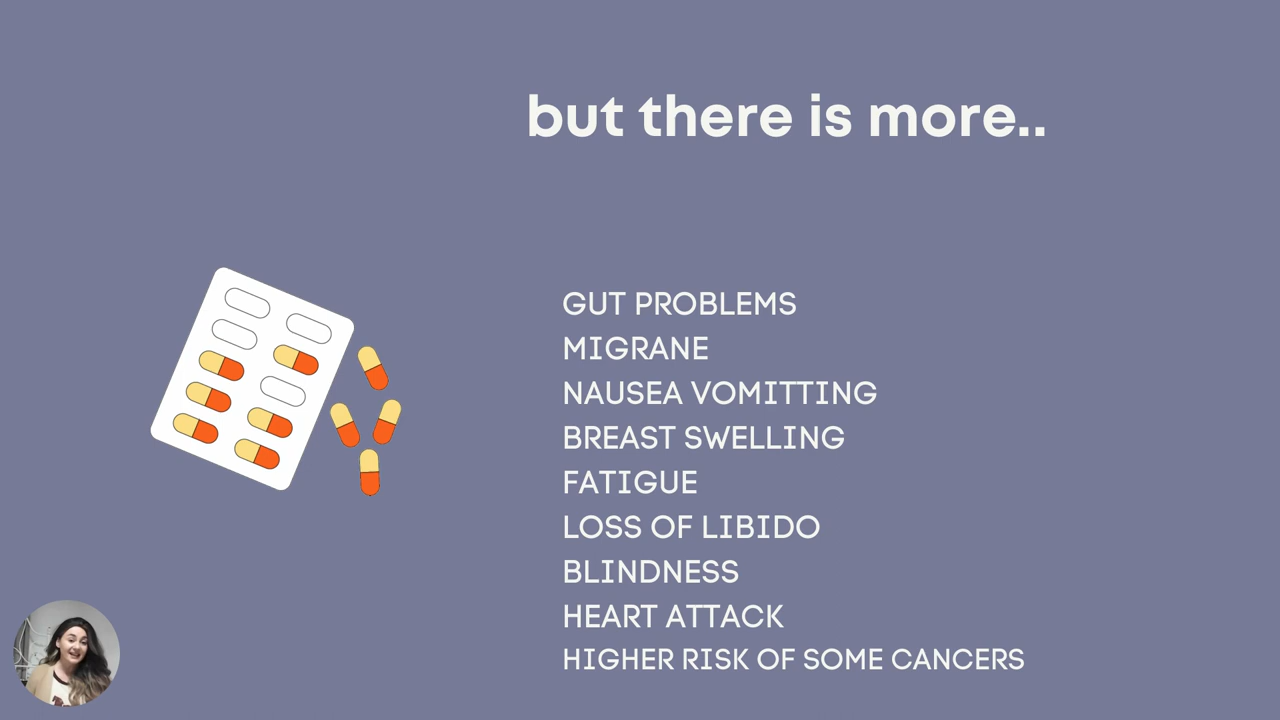 but there is more..
GUT PROBLEMS
MIGRANE
NAUSEA VOMITTING
BREAST SWELLING
FATIGUE
LOSS OF LIBIDO
BLINDNESS
HEART ATTACK
HIGHER RISK OF SOME CANCERS